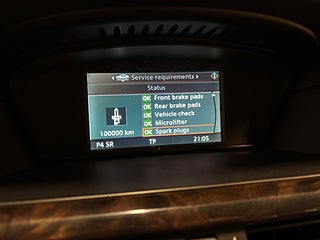 Service requirements
Status
OK Front brake pads
OK Rear brake pads
OK Vehicle check
OK Microfilter
100000 km OK Spark plugs
P4 SR TP 21:05